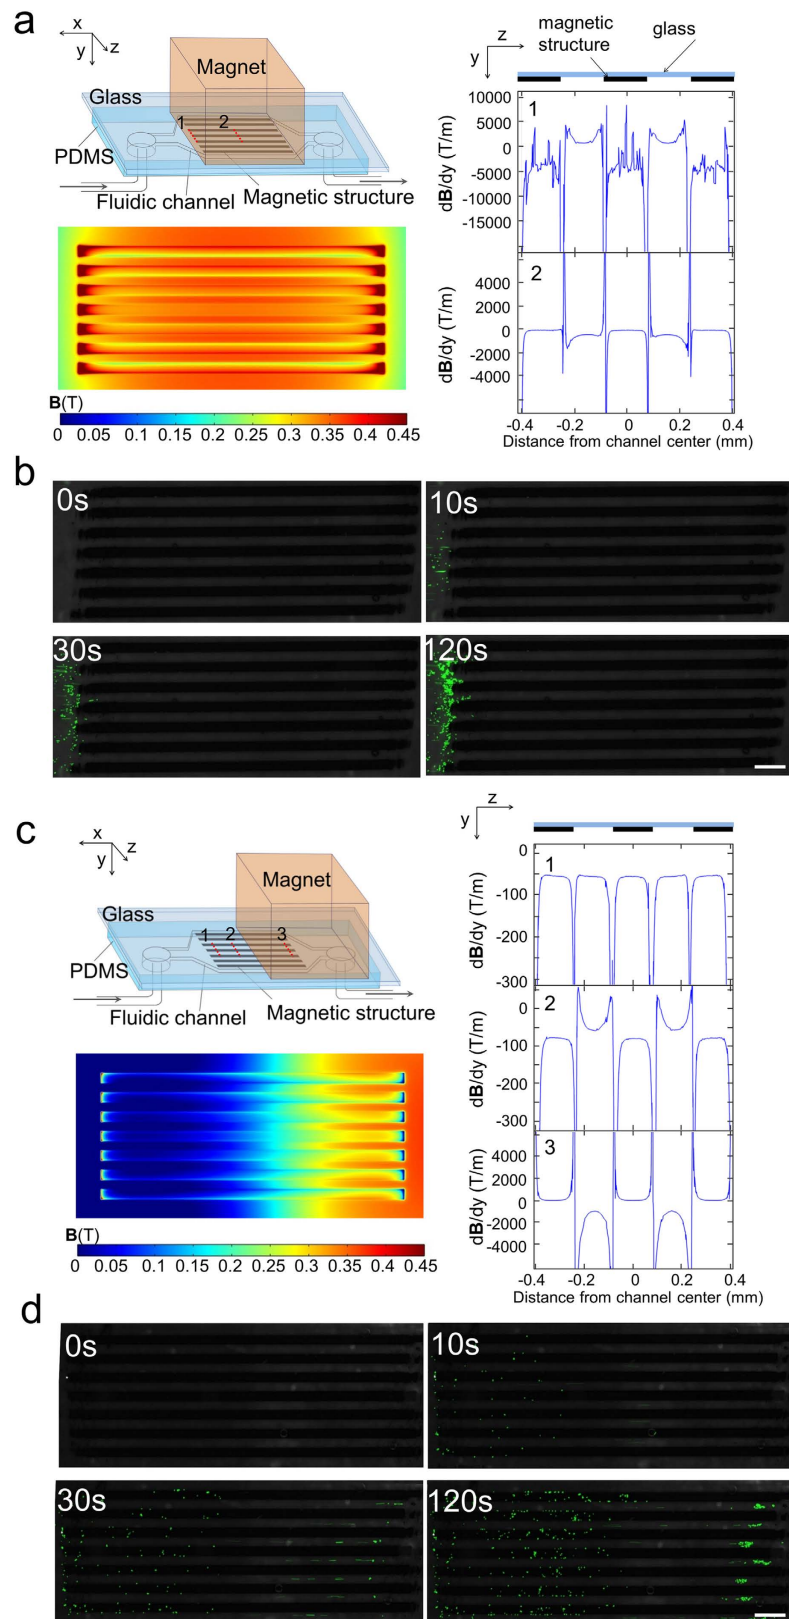 a
x
y
z
Magnet
Glass
1
2
PDMS
Fluidic channel
Magnetic structure
B(T)
0 0.05 0.1 0.15 0.2 0.25 0.3 0.35 0.4 0.45
z
y
magnetic
structure
glass
1
10000
5000
0
-5000
-10000
-15000
dB/dy (T/m)
2
4000
2000
0
-2000
-4000
dB/dy (T/m)
-0.4 -0.2 0 0.2 0.4
Distance from channel center (mm)
b
0s
10s
30s
120s
c
x
y
z
Magnet
Glass
1
2
3
PDMS
Fluidic channel
Magnetic structure
B(T)
0 0.05 0.1 0.15 0.2 0.25 0.3 0.35 0.4 0.45
z
y
1
0
-100
-200
-300
dB/dy (T/m)
2
0
-100
-200
-300
dB/dy (T/m)
3
4000
2000
0
-2000
-4000
dB/dy (T/m)
-0.4 -0.2 0 0.2 0.4
Distance from channel center (mm)
d
0s
10s
30s
120s